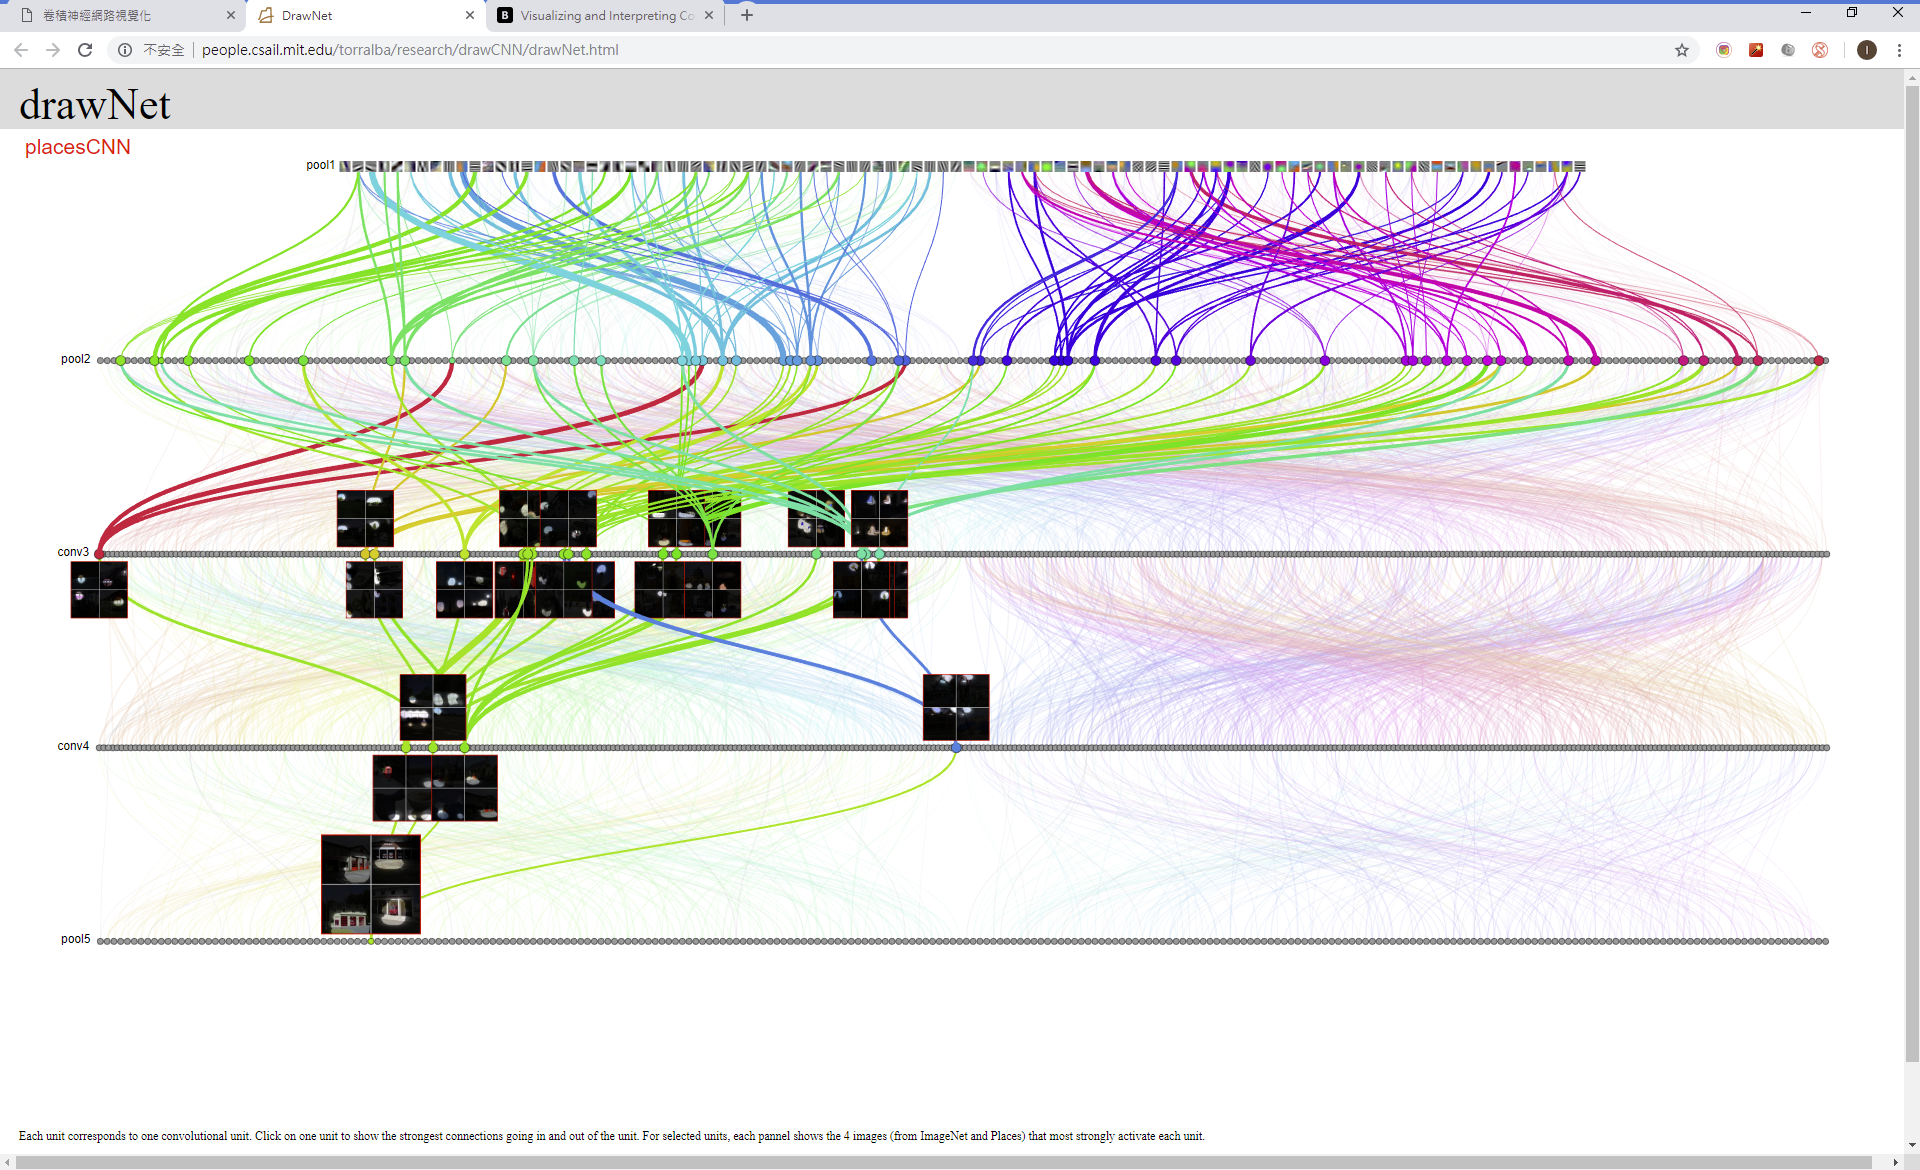 卷積神經網路視覺化
DrawNet
Visualizing and Interpreting Co
不安全
people.csail.mit.edu/torralba/research/drawCNN/drawNet.html
I
drawNet
placesCNN
pool1
pool2
conv3
conv4
pool5
Each unit corresponds to one convolutional unit. Click on one unit to show the strongest connections going in and out of the unit. For selected units, each pannel shows the 4 images (from ImageNet and Places) that most strongly activate each unit.